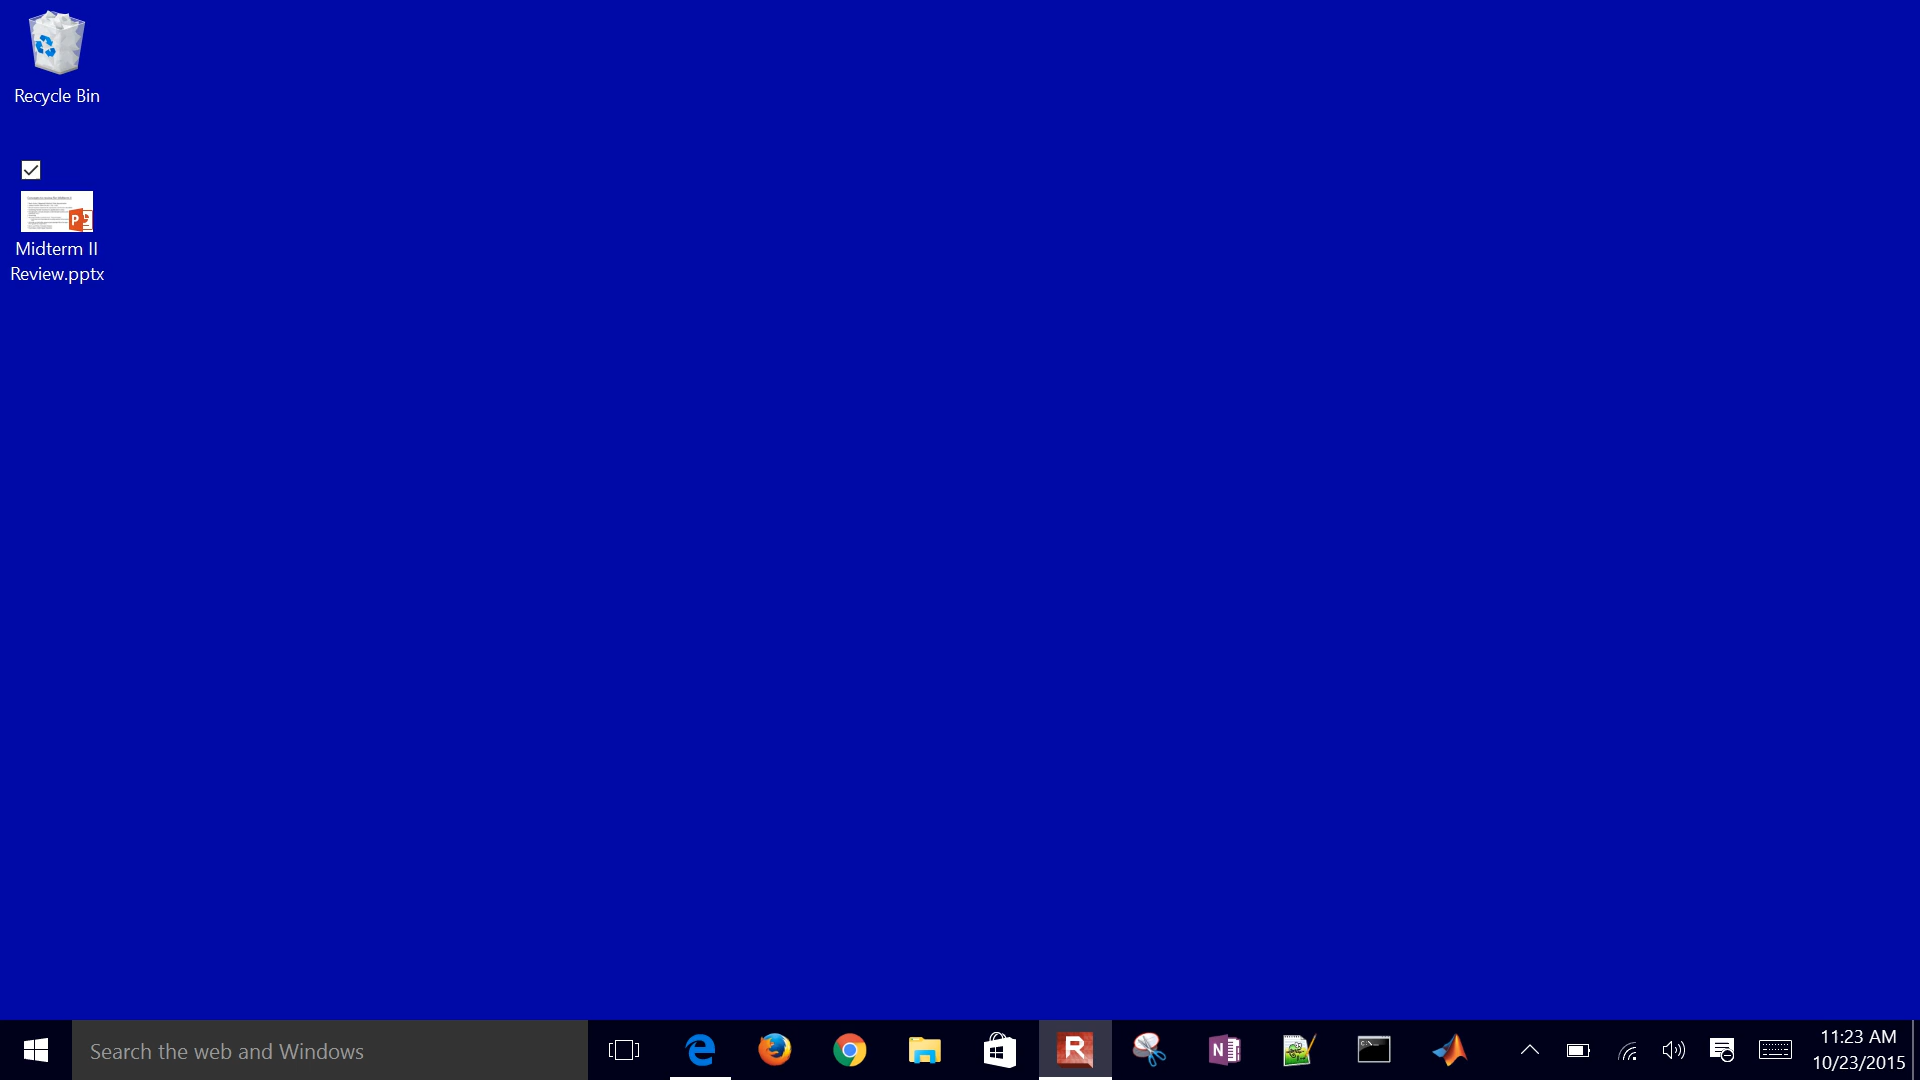 Recycle Bin
Midterm II
Review.pptx
Search the web and Windows
11:23 AM
10/23/2015